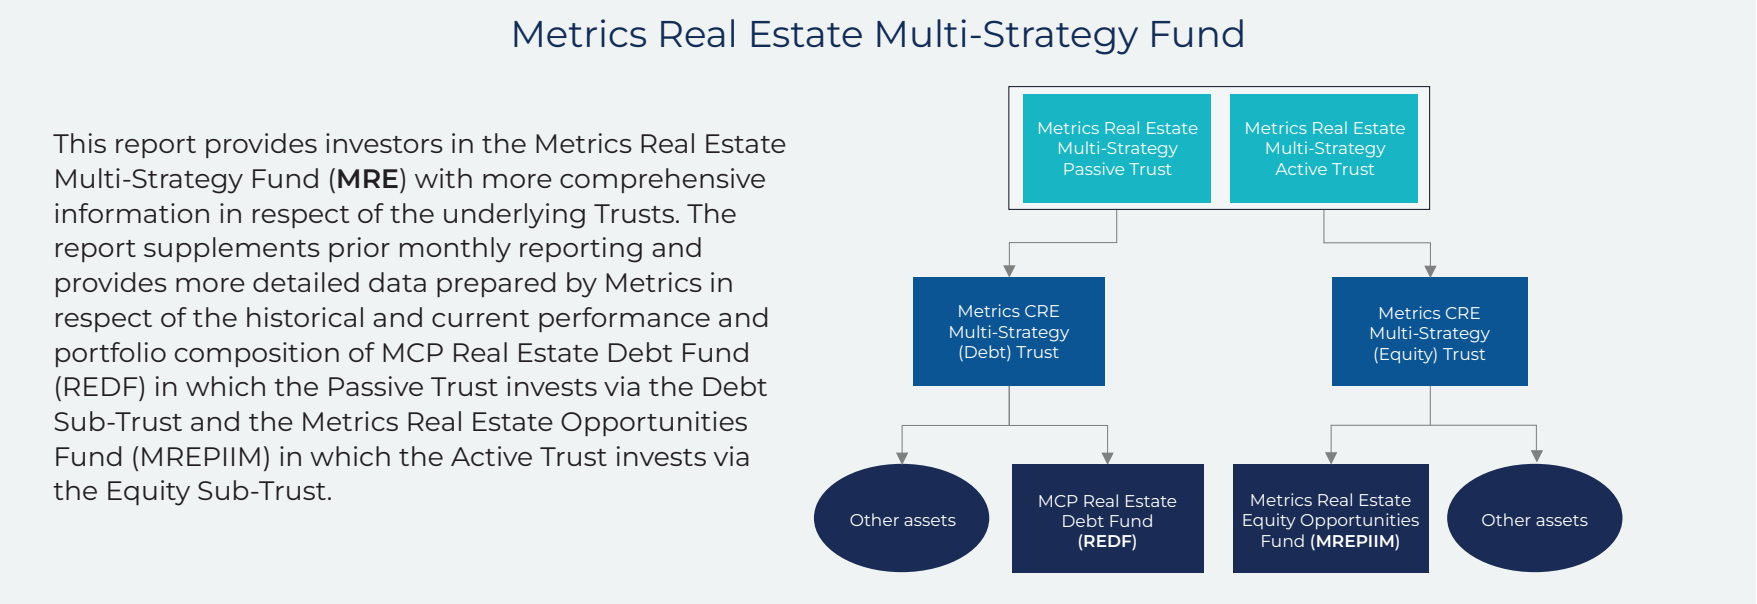 Metrics Real Estate Multi-Strategy Fund
This report provides investors in the Metrics Real Estate
Multi-Strategy Fund (MRE) with more comprehensive
information in respect of the underlying Trusts. The
report supplements prior monthly reporting and
provides more detailed data prepared by Metrics in
respect of the historical and current performance and
portfolio composition of MCP Real Estate Debt Fund
(REDF) in which the Passive Trust invests via the Debt
Sub-Trust and the Metrics Real Estate Opportunities
Fund (MREPIIM) in which the Active Trust invests via
the Equity Sub-Trust.
Metrics Real Estate
Multi-Strategy
Passive Trust
Metrics Real Estate
Multi-Strategy
Active Trust
Metrics CRE
Multi-Strategy
(Debt) Trust
Metrics CRE
Multi-Strategy
(Equity) Trust
Other assets
MCP Real Estate
Debt Fund
(REDF)
Metrics Real Estate
Equity Opportunities
Fund (MREPIIM)
Other assets